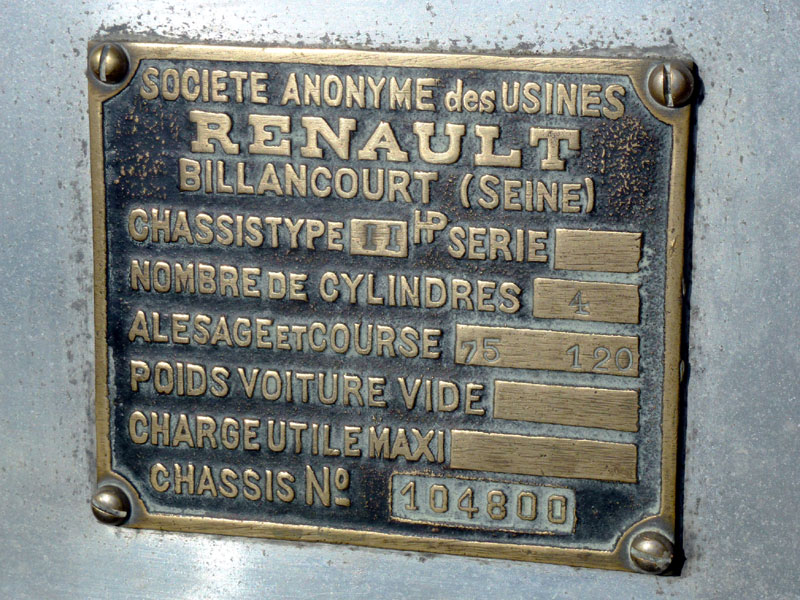 SOCIETE ANONYME des USINES
RENAULT
BILLANCOURT (SEINE)
CHASSISTYPE 11 HP SERIE
NOMBRE DE CYLINDRES 4
ALESAGE ET COURSE 75 120
POIDS VOITURE VIDE
CHARGE UTILE MAXI
CHASSIS Nº 104800